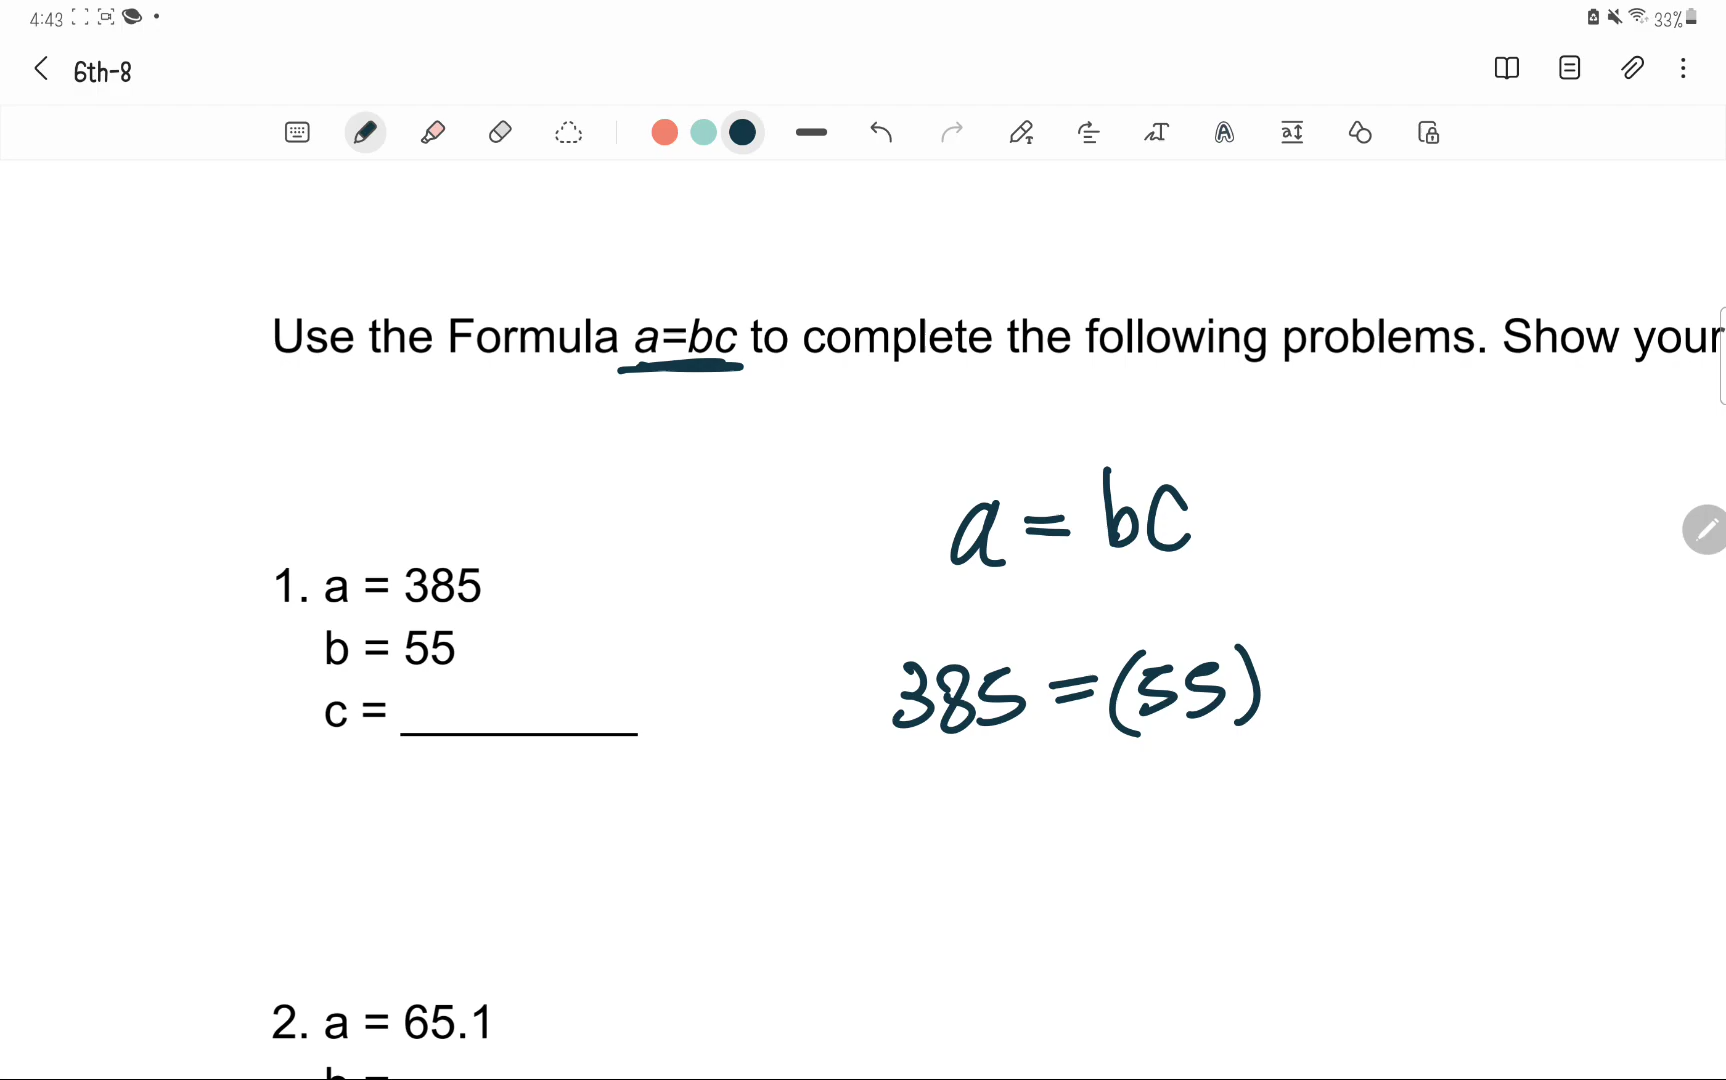 4:43 33%
6th-8
Use the Formula a=bc to complete the following problems. Show your
a = bc
1. a = 385
b = 55
385 = (55)
c = __________
2. a = 65.1
b =